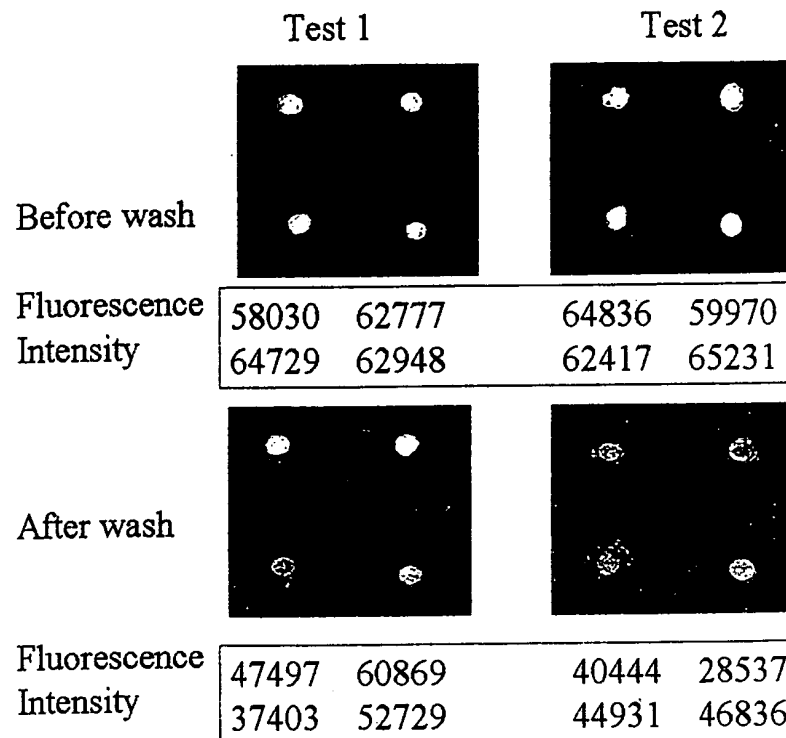 Test 1 Test 2
Before wash
Fluorescence Intensity
58030 62777 64836 59970
64729 62948 62417 65231
After wash
Fluorescence Intensity
47497 60869 40444 28537
37403 52729 44931 46836